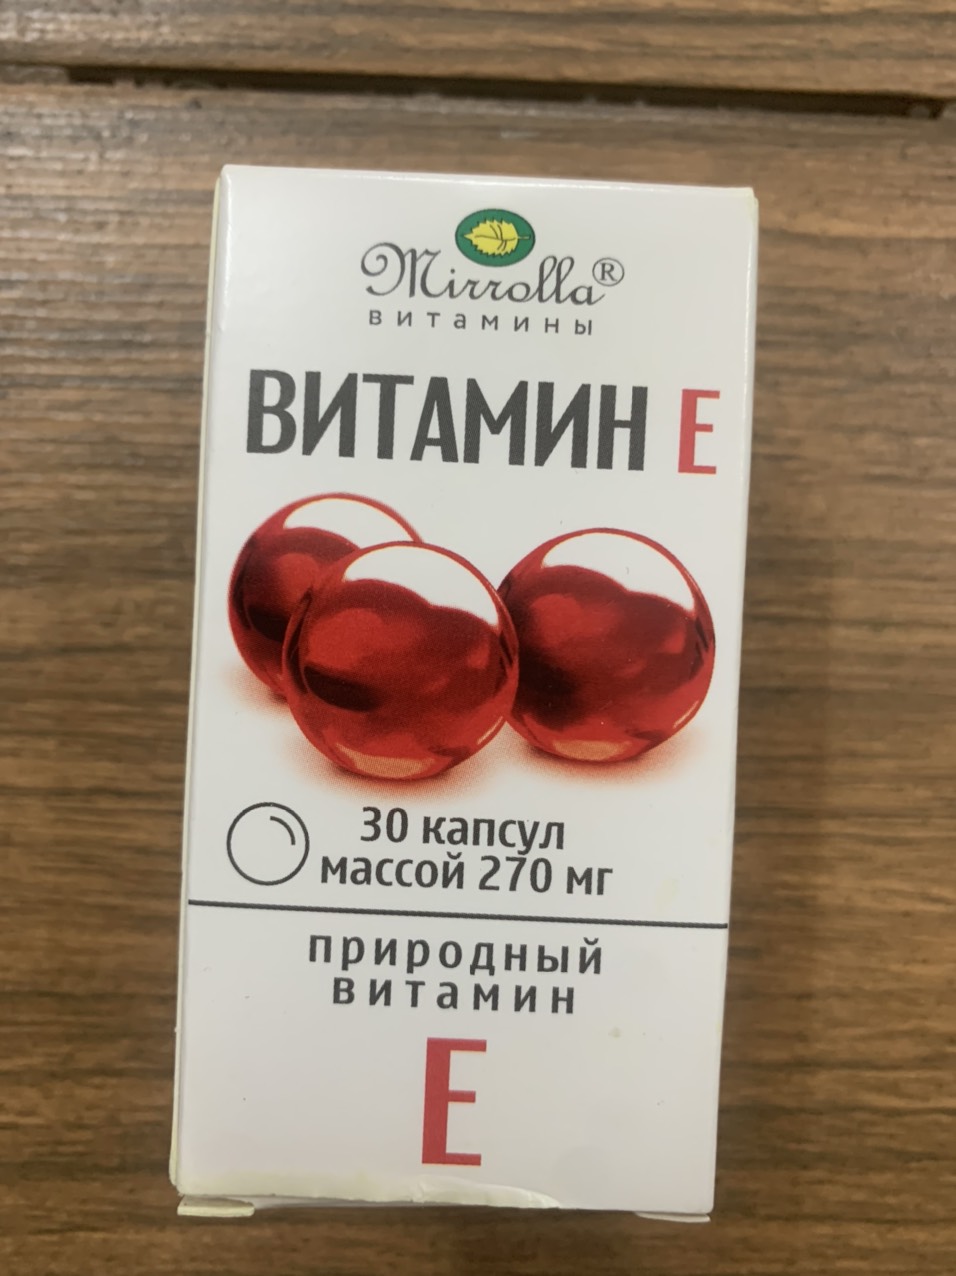 Mirrolla®
витамины
ВИТАМИН Е
30 капсул
массой 270 мг
природный
витамин
Е